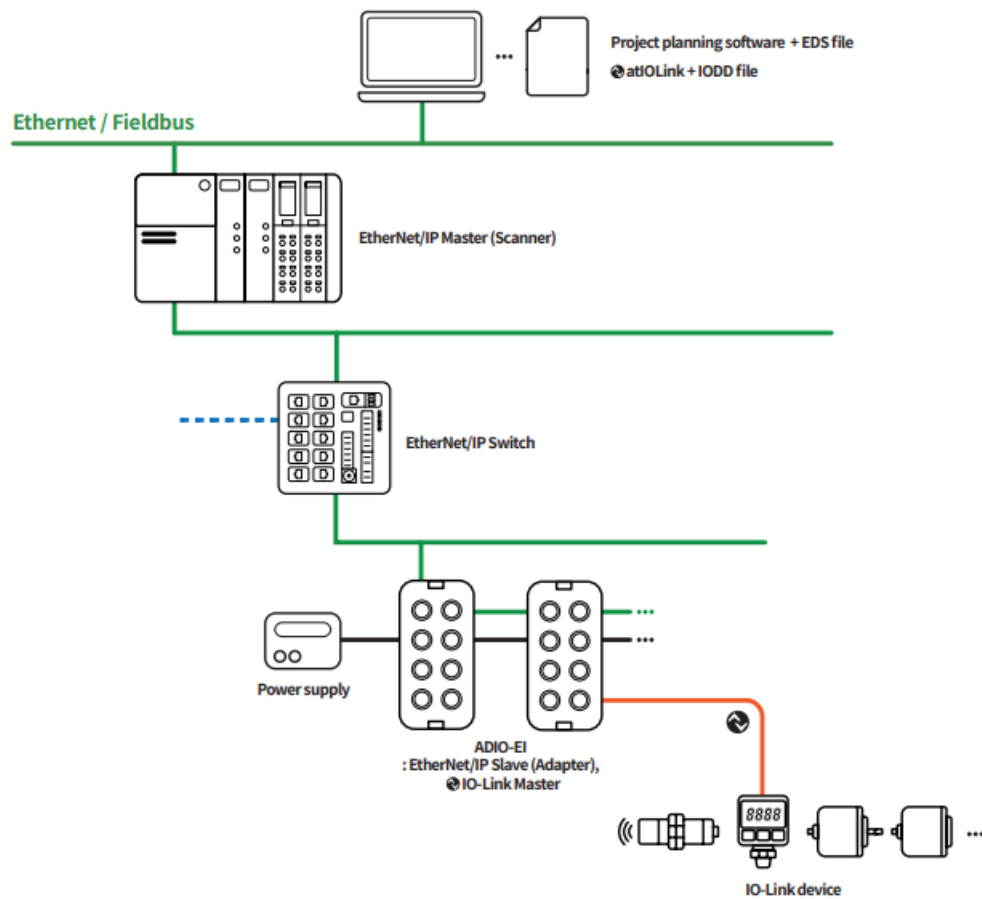 Project planning software + EDS file
atIOLink + IODD file
Ethernet / Fieldbus
EtherNet/IP Master (Scanner)
EtherNet/IP Switch
Power supply
ADIO-EI
: EtherNet/IP Slave (Adapter),
IO-Link Master
8888
IO-Link device